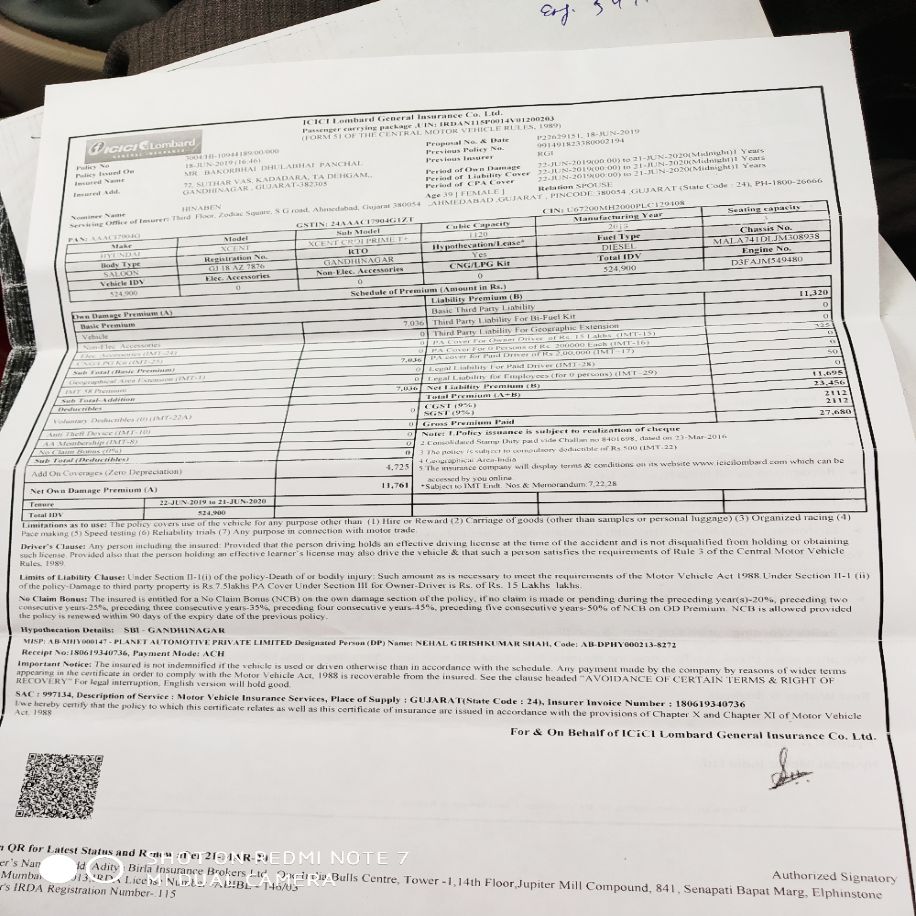 ICICI Lombard General Insurance Co. Ltd.
Passenger carrying package ,UIN: IRDAN115P0014V01200203
(FORM 51 OF THE CENTRAL MOTOR VEHICLE RULES, 1989)
ICICI Lombard
GENERAL INSURANCE
Policy No 3004/HI-10944189/00/000
Policy Issued On 18-JUN-2019 (16:46)
Insured Name MR BAKORBHAI DHULABHAI PANCHAL
Insured Add. 72, SUTHAR VAS, KADADARA, TA DEHGAM,
GANDHINAGAR , GUJARAT-382305
Proposal No. & Date P22629151, 18-JUN-2019
Previous Policy No. 991491823380002194
Previous Insurer RGI
Period of Own Damage 22-JUN-2019(00.00) to 21-JUN-2020(Midnight)1 Years
Period of Liability Cover 22-JUN-2019(00.00) to 21-JUN-2020(Midnight)1 Years
Period of CPA Cover 22-JUN-2019(00.00) to 21-JUN-2020(Midnight)1 Years
Nominee Name HINABEN Age 39 [ FEMALE ] Relation SPOUSE
Servicing Office of Insurer: Third Floor, Zodiac Square, S G road, Ahmedabad, Gujarat 380054 ,AHMEDABAD ,GUJARAT , PINCODE 380054 ,GUJARAT (State Code : 24), PH-1800-26666
PAN: AAACI7904G GSTIN: 24AAACI7904G1ZT CIN: U67200MH2000PLC129408
Make Model Sub Model Cubic Capacity Manufacturing Year Seating capacity
HYUNDAI XCENT XCENT CRDI PRIME T+ 1120
Body Type Registration No. RTO Hypothecation/Lease* Fuel Type Chassis No.
SALOON GJ 18 AZ 7876 GANDHINAGAR Yes DIESEL MALA741DLJM308938
Vehicle IDV Elec. Accessories Non-Elec. Accessories CNG/LPG Kit Total IDV Engine No.
524,900 0 0 0 524,900 D3FAJM549480
Schedule of Premium (Amount in Rs.)
Own Damage Premium (A) Liability Premium (B)
Basic Premium Basic Third Party Liability 11,320
Vehicle 7,036 Third Party Liability For Bi-Fuel Kit 0
Non-Elec Accessories 0 Third Party Liability For Geographic Extension 0
Elec. Accessories (IMT-24) 0 PA Cover For Owner Driver of Rs. 15 Lakhs (IMT-15) 325
CNG/LPG Kit (IMT-25) 0 PA Cover For 0 Persons of Rs. 200000 Each (IMT-16) 0
Sub Total (Basic Premium) 7,036 PA cover for Paid Driver of Rs.2,00,000 (IMT-17) 0
Geographical Area Extension (IMT-1) 0 Legal Liability For Paid Driver (IMT-28) 50
IMT 58 Premium 0 Legal Liability for Employees (for 0 persons) (IMT-29) 0
Sub Total-Addition 7,036 Net Liability Premium (B) 11,695
Deductibles Total Premium (A+B) 23,456
Voluntary Deductibles (0) (IMT-22A) 0 CGST (9%) 2112
SGST (9%) 2112
Anti Theft Device (IMT-10) 0 Gross Premium Paid 27,680
AA Membership (IMT-8) 0 Note: 1.Policy issuance is subject to realization of cheque
No Claim Bonus (0%) 0 2.Consolidated Stamp Duty paid vide Challan no 8401698, dated on 23-Mar-2016
Sub Total (Deductibles) 0 3 The policy is subject to compulsory deductible of Rs 500 (IMT-22)
Add On Coverages (Zero Depreciation) 4,725 4 Geographical Area-India
5 The insurance company will display terms & conditions on its website www.icicilombard.com which can be
accessed by you online.
Net Own Damage Premium (A) 11,761 *Subject to IMT Endt. Nos & Memorandum:7,22,28
Tenure 22-JUN-2019 to 21-JUN-2020
Total IDV 524,900
Limitations as to use: The policy covers use of the vehicle for any purpose other than (1) Hire or Reward (2) Carriage of goods (other than samples or personal luggage) (3) Organized racing (4)
Pace making (5) Speed testing (6) Reliability trials (7) Any purpose in connection with motor trade.
Driver's Clause: Any person including the insured: Provided that the person driving holds an effective driving license at the time of the accident and is not disqualified from holding or obtaining
such license. Provided also that the person holding an effective learner's license may also drive the vehicle & that such a person satisfies the requirements of Rule 3 of the Central Motor Vehicle
Rules, 1989.
Limits of Liability Clause: Under Section II-1(i) of the policy-Death of or bodily injury: Such amount as is necessary to meet the requirements of the Motor Vehicle Act 1988.Under Section II-1 (ii)
of the policy-Damage to third party property is Rs 7.5lakhs PA Cover Under Section III for Owner-Driver is Rs. of Rs. 15 Lakhs lakhs.
No Claim Bonus: The insured is entitled for a No Claim Bonus (NCB) on the own damage section of the policy, if no claim is made or pending during the preceding year(s)-20%, preceding two
consecutive years-25%, preceding three consecutive years-35%, preceding four consecutive years-45%, preceding five consecutive years-50% of NCB on OD Premium. NCB is allowed provided
the policy is renewed within 90 days of the expiry date of the previous policy.
Hypothecation Details: SBI - GANDHINAGAR
MISP: AB-MHY000147 - PLANET AUTOMOTIVE PRIVATE LIMITED Designated Person (DP) Name: NEHAL GIRISHKUMAR SHAH, Code: AB-DPHY000213-8272
Receipt No:180619340736, Payment Mode: ACH
Important Notice: The insured is not indemnified if the vehicle is used or driven otherwise than in accordance with the schedule. Any payment made by the company by reasons of wider terms
appearing in the certificate in order to comply with the Motor Vehicle Act, 1988 is recoverable from the insured. See the clause headed "AVOIDANCE OF CERTAIN TERMS & RIGHT OF
RECOVERY" For legal interruption, English version will hold good.
SAC : 997134, Description of Service : Motor Vehicle Insurance Services, Place of Supply : GUJARAT(State Code : 24), Insurer Invoice Number : 180619340736
I/we hereby certify that the policy to which this certificate relates as well as this certificate of insurance are issued in accordance with the provisions of Chapter X and Chapter XI of Motor Vehicle
Act, 1988
For & On Behalf of ICICI Lombard General Insurance Co. Ltd.
QR for Latest Status and Renew
Authorized Signatory
Aditya Birla Insurance Brokers Ltd, One India Bulls Centre, Tower -1,14th Floor,Jupiter Mill Compound, 841, Senapati Bapat Marg, Elphinstone
Mumbai
IRDA Registration Number-.115
SHOT ON REDMI NOTE 7
MI DUAL CAMERA